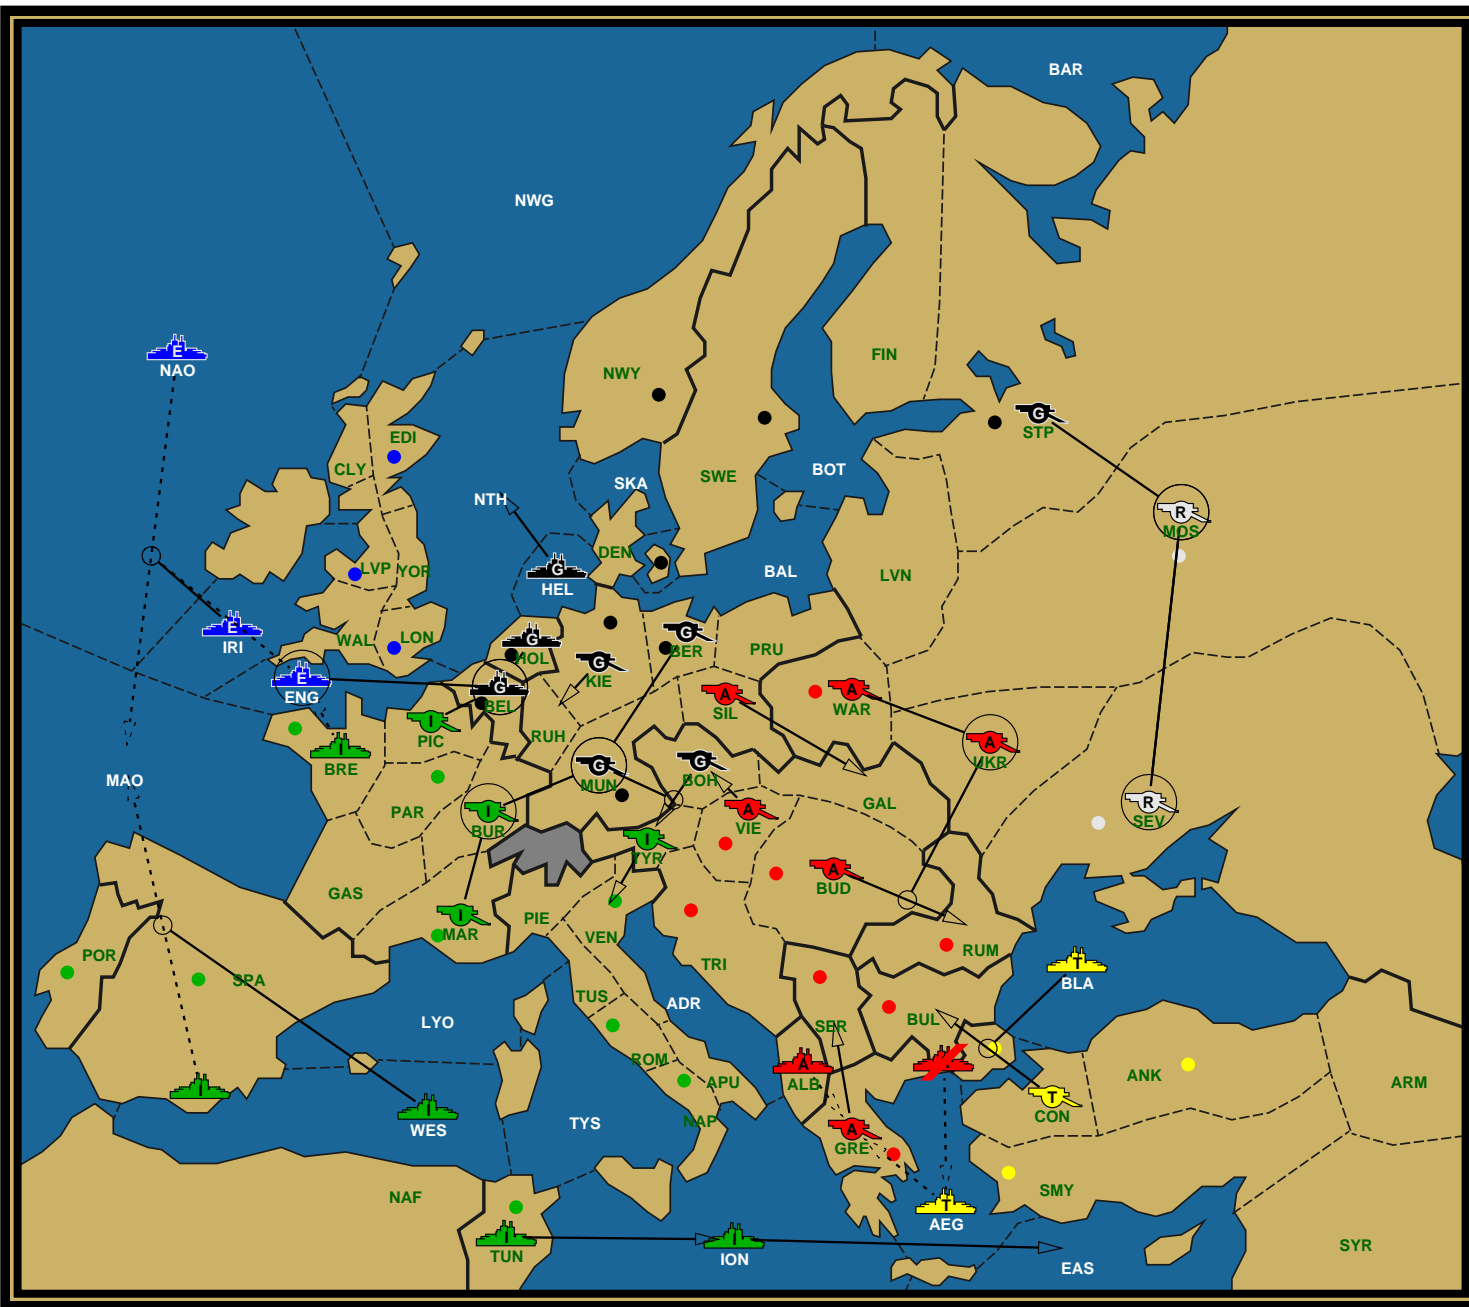 BAR
NWG
E
NAO
FIN
NWY
G
STP
EDI
CLY
SKA
BOT
SWE
NTH
R
MOS
DEN
LVP
YOR
G
HEL
BAL
LVN
E
IRI
WAL
LON
G
HOL
G
BER
PRU
G
KIE
E
ENG
G
BEL
A
SIL
A
WAR
I
PIC
RUH
A
UKR
I
BRE
G
MUN
G
BOH
MAO
PAR
I
BUR
A
VIE
GAL
R
SEV
I
TYR
A
BUD
GAS
I
MAR
PIE
VEN
POR
SPA
TRI
RUM
T
BLA
TUS
ADR
LYO
SER
BUL
ROM
A
ALB
APU
ANK
ARM
I
I
WES
TYS
NAP
T
CON
A
GRE
NAF
SMY
T
AEG
I
TUN
I
ION
EAS
SYR